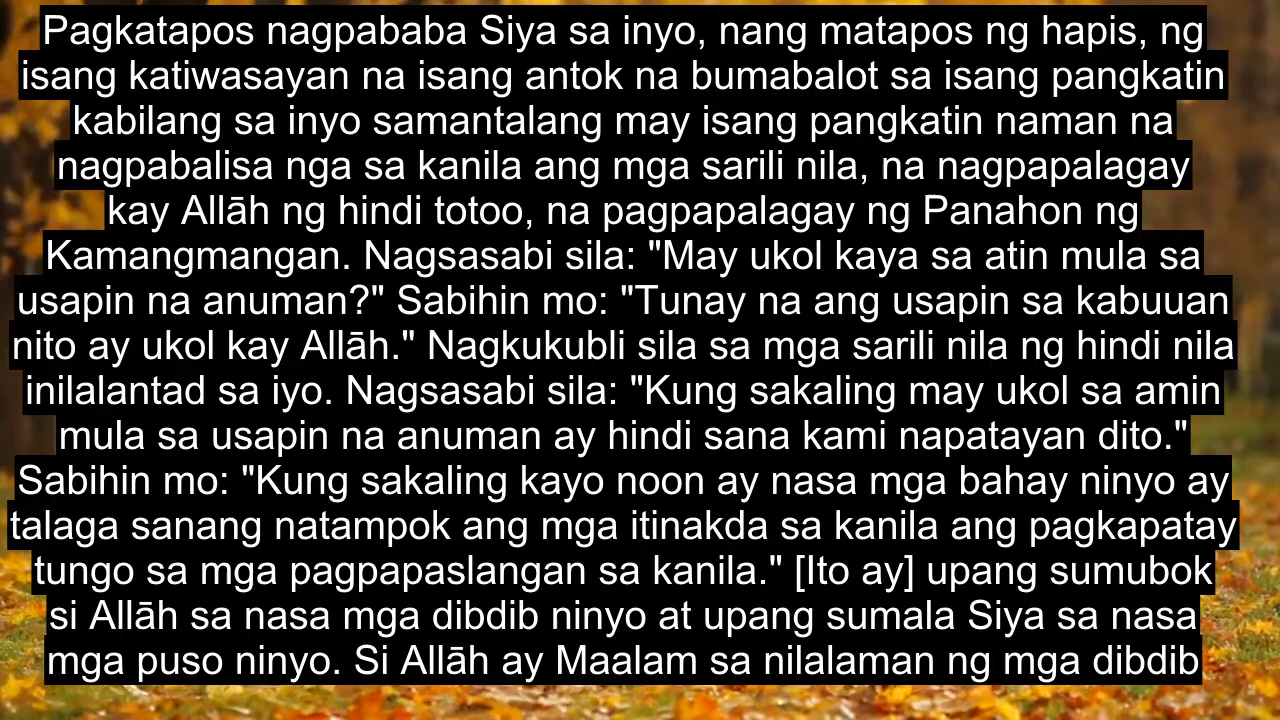 Pagkatapos nagpababa Siya sa inyo, nang matapos ng hapis, ng
isang katiwasayan na isang antok na bumabalot sa isang pangkatin
kabilang sa inyo samantalang may isang pangkatin naman na
nagpabalisa nga sa kanila ang mga sarili nila, na nagpapalagay
kay Allāh ng hindi totoo, na pagpapalagay ng Panahon ng
Kamangmangan. Nagsasabi sila: "May ukol kaya sa atin mula sa
usapin na anuman?" Sabihin mo: "Tunay na ang usapin sa kabuuan
nito ay ukol kay Allāh." Nagkukubli sila sa mga sarili nila ng hindi nila
inilalantad sa iyo. Nagsasabi sila: "Kung sakaling may ukol sa amin
mula sa usapin na anuman ay hindi sana kami napatayan dito."
Sabihin mo: "Kung sakaling kayo noon ay nasa mga bahay ninyo ay
talaga sanang natampok ang mga itinakda sa kanila ang pagkapatay
tungo sa mga pagpapaslangan sa kanila." [Ito ay] upang sumubok
si Allāh sa nasa mga dibdib ninyo at upang sumala Siya sa nasa
mga puso ninyo. Si Allāh ay Maalam sa nilalaman ng mga dibdib